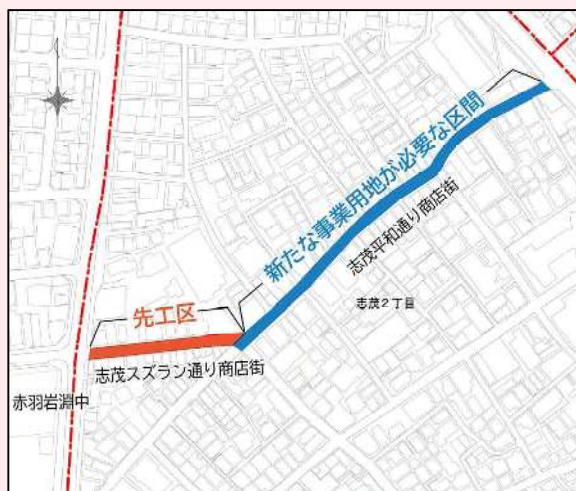 新たな事業用地が必要な区間
志茂平和通り商店街
志茂2丁目
先工区
志茂スズラン通り商店街
赤羽岩淵中